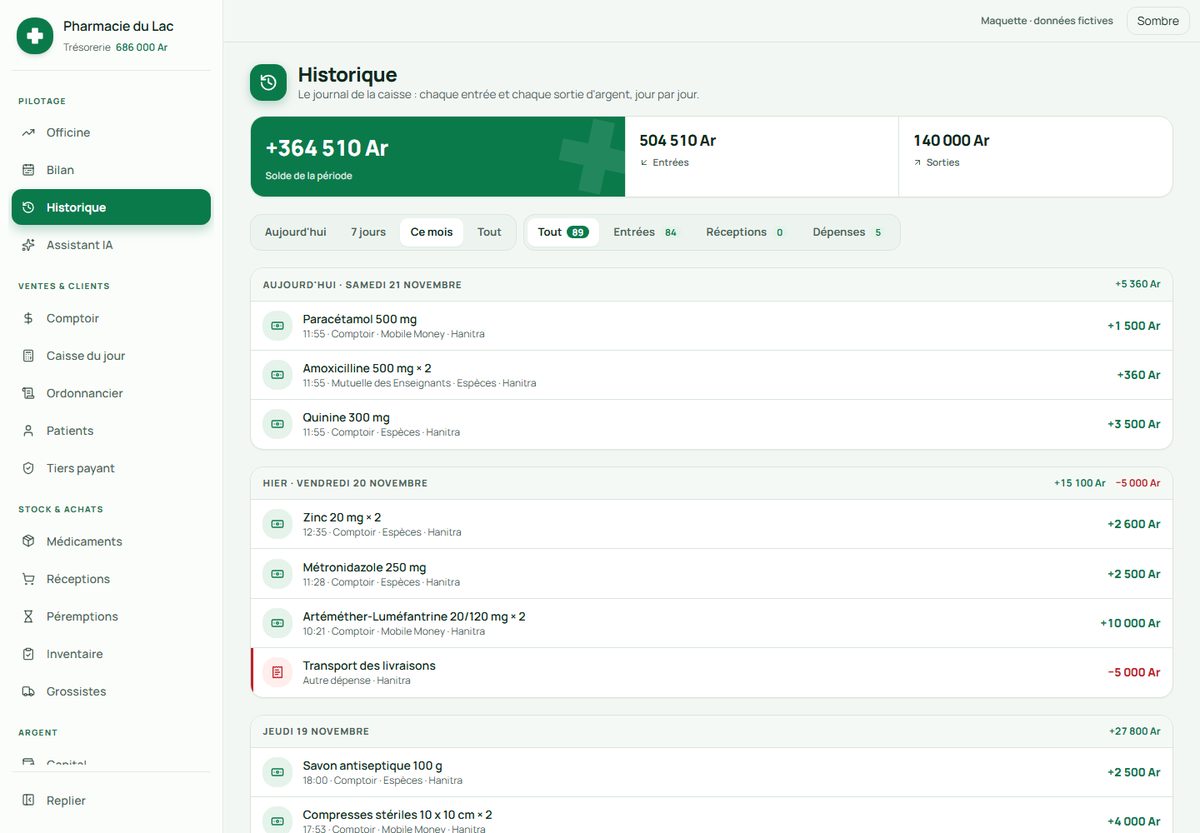 Pharmacie du Lac
Trésorerie 686 000 Ar
Maquette · données fictives
Sombre
PILOTAGE
Officine
Bilan
Historique
Assistant IA
VENTES & CLIENTS
Comptoir
Caisse du jour
Ordonnancier
Patients
Tiers payant
STOCK & ACHATS
Médicaments
Réceptions
Péremptions
Inventaire
Grossistes
ARGENT
Capital
Replier
Historique
Le journal de la caisse : chaque entrée et chaque sortie d'argent, jour par jour.
+364 510 Ar
Solde de la période
504 510 Ar
Entrées
140 000 Ar
Sorties
Aujourd'hui 7 jours Ce mois Tout
Tout 89 Entrées 84 Réceptions 0 Dépenses 5
AUJOURD'HUI · SAMEDI 21 NOVEMBRE +5 360 Ar
Paracétamol 500 mg
11:55 · Comptoir · Mobile Money · Hanitra
+1 500 Ar
Amoxicilline 500 mg × 2
11:55 · Mutuelle des Enseignants · Espèces · Hanitra
+360 Ar
Quinine 300 mg
11:55 · Comptoir · Espèces · Hanitra
+3 500 Ar
HIER · VENDREDI 20 NOVEMBRE +15 100 Ar −5 000 Ar
Zinc 20 mg × 2
12:35 · Comptoir · Espèces · Hanitra
+2 600 Ar
Métronidazole 250 mg
11:28 · Comptoir · Espèces · Hanitra
+2 500 Ar
Artéméther-Luméfantrine 20/120 mg × 2
10:21 · Comptoir · Mobile Money · Hanitra
+10 000 Ar
Transport des livraisons
Autre dépense · Hanitra
−5 000 Ar
JEUDI 19 NOVEMBRE +27 800 Ar
Savon antiseptique 100 g
18:00 · Comptoir · Espèces · Hanitra
+2 500 Ar
Compresses stériles 10 x 10 cm × 2
17:53 · Comptoir · Mobile Money · Hanitra
+4 000 Ar